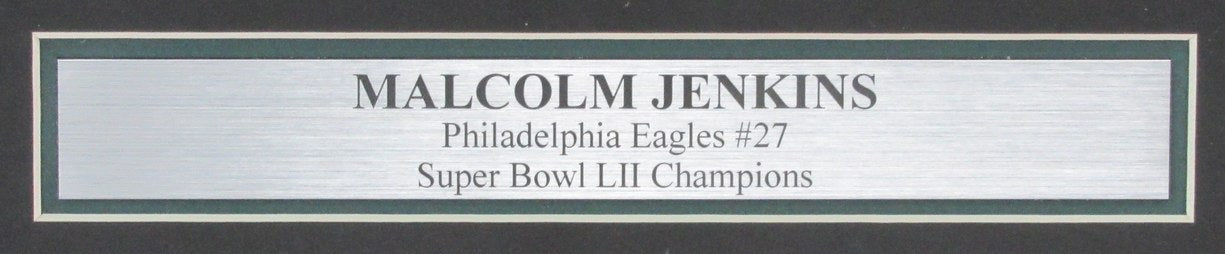 MALCOLM JENKINS
Philadelphia Eagles #27
Super Bowl LII Champions